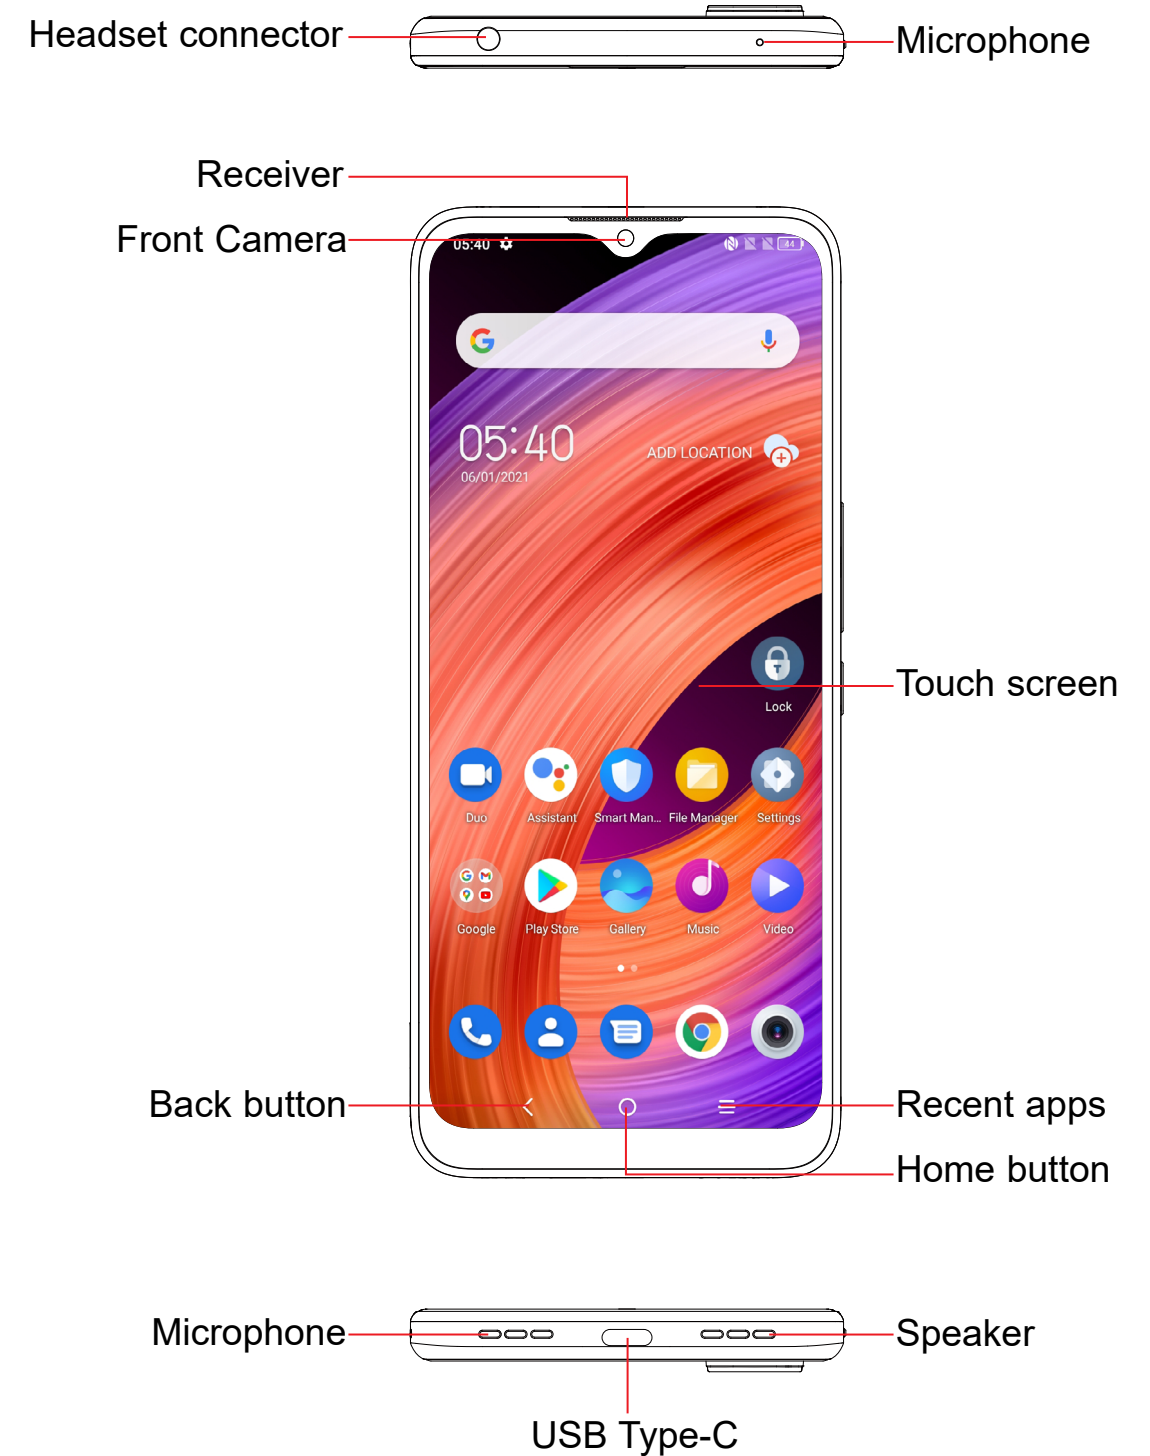 Headset connector
Microphone
Receiver
Front Camera
05:40
44
05:40
ADD LOCATION
06/01/2021
Touch screen
Lock
Duo Assistant Smart Man... File Manager Settings
Google Play Store Gallery Music Video
Back button
Recent apps
Home button
Microphone
Speaker
USB Type-C